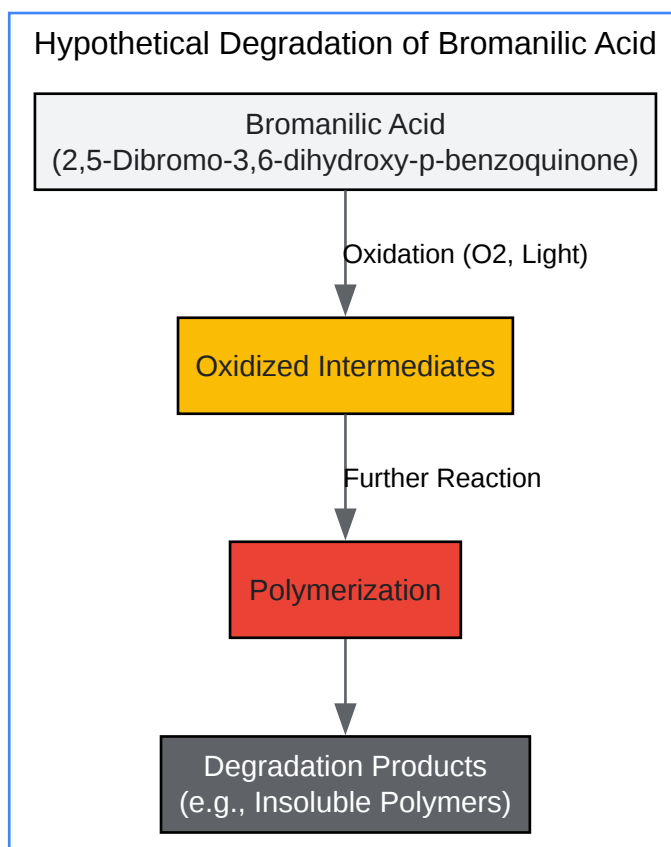 Hypothetical Degradation of Bromanilic Acid
Bromanilic Acid
(2,5-Dibromo-3,6-dihydroxy-p-benzoquinone)
Oxidation (O2, Light)
Oxidized Intermediates
Further Reaction
Polymerization
Degradation Products
(e.g., Insoluble Polymers)